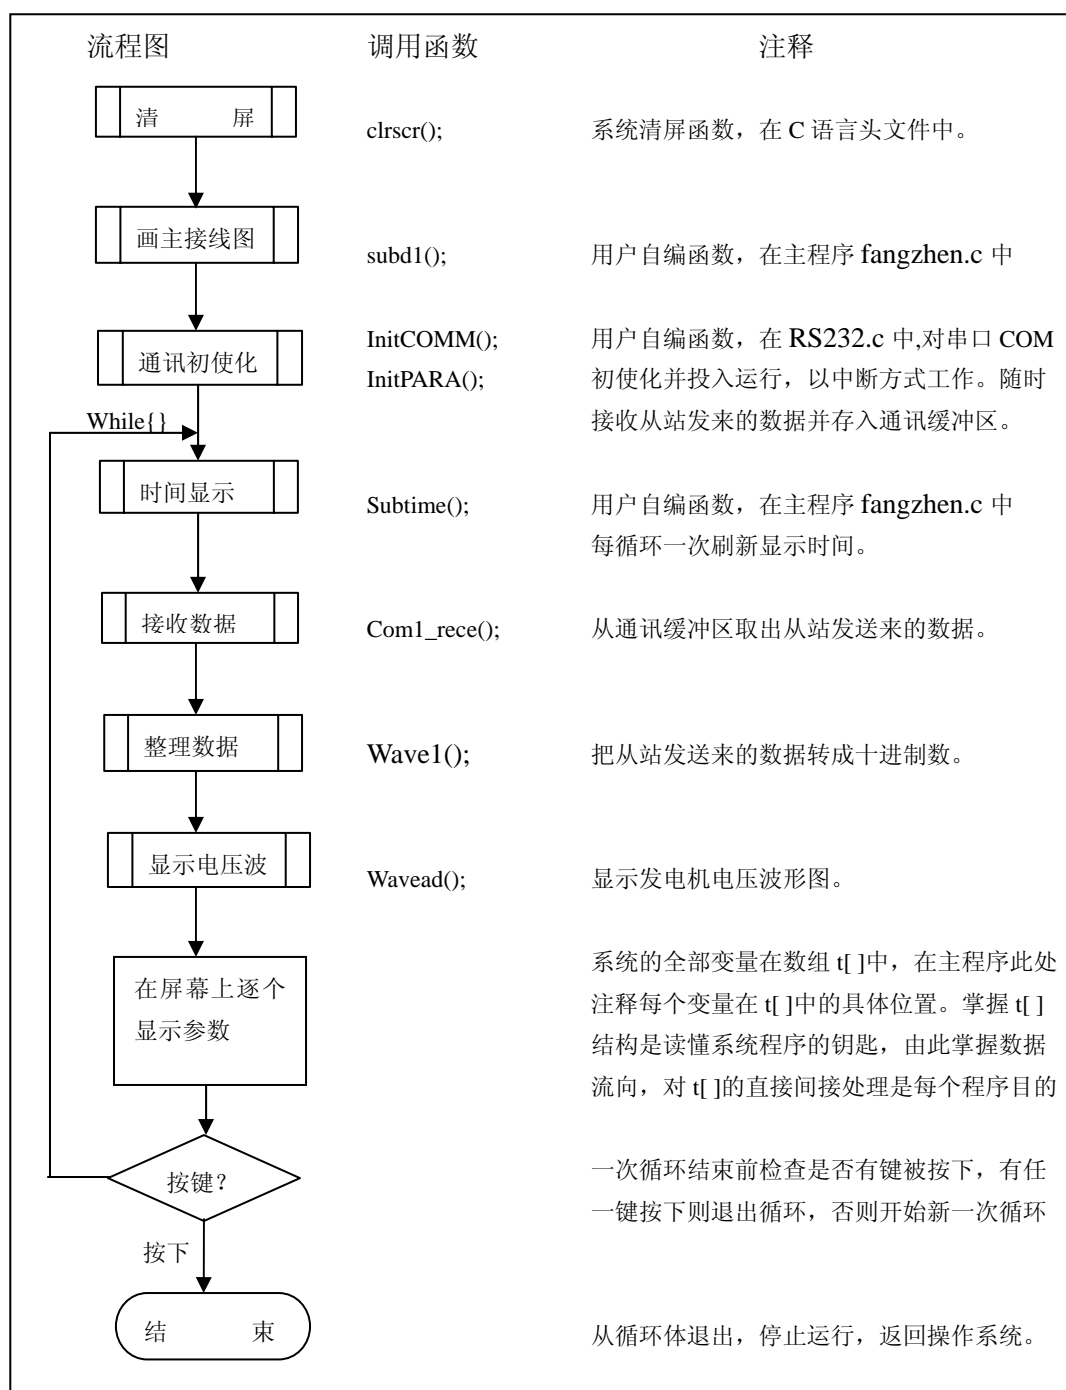 流程图 调用函数 注释
清 屏
clrscr(); 系统清屏函数，在 C 语言头文件中。
画主接线图
subd1(); 用户自编函数，在主程序 fangzhen.c 中
InitCOMM(); 用户自编函数，在 RS232.c 中,对串口 COM
通讯初使化
InitPARA(); 初使化并投入运行，以中断方式工作。随时
While{} 接收从站发来的数据并存入通讯缓冲区。
时间显示
Subtime(); 用户自编函数，在主程序 fangzhen.c 中
每循环一次刷新显示时间。
接收数据 Com1_rece(); 从通讯缓冲区取出从站发送来的数据。
整理数据 Wave1(); 把从站发送来的数据转成十进制数。
显示电压波
Wavead(); 显示发电机电压波形图。
在屏幕上逐个
显示参数
系统的全部变量在数组 t[ ]中，在主程序此处
注释每个变量在 t[ ]中的具体位置。掌握 t[ ]
结构是读懂系统程序的钥匙，由此掌握数据
流向，对 t[ ]的直接间接处理是每个程序目的
按键？
一次循环结束前检查是否有键被按下，有任
一键按下则退出循环，否则开始新一次循环
按下
结 束
从循环体退出，停止运行，返回操作系统。